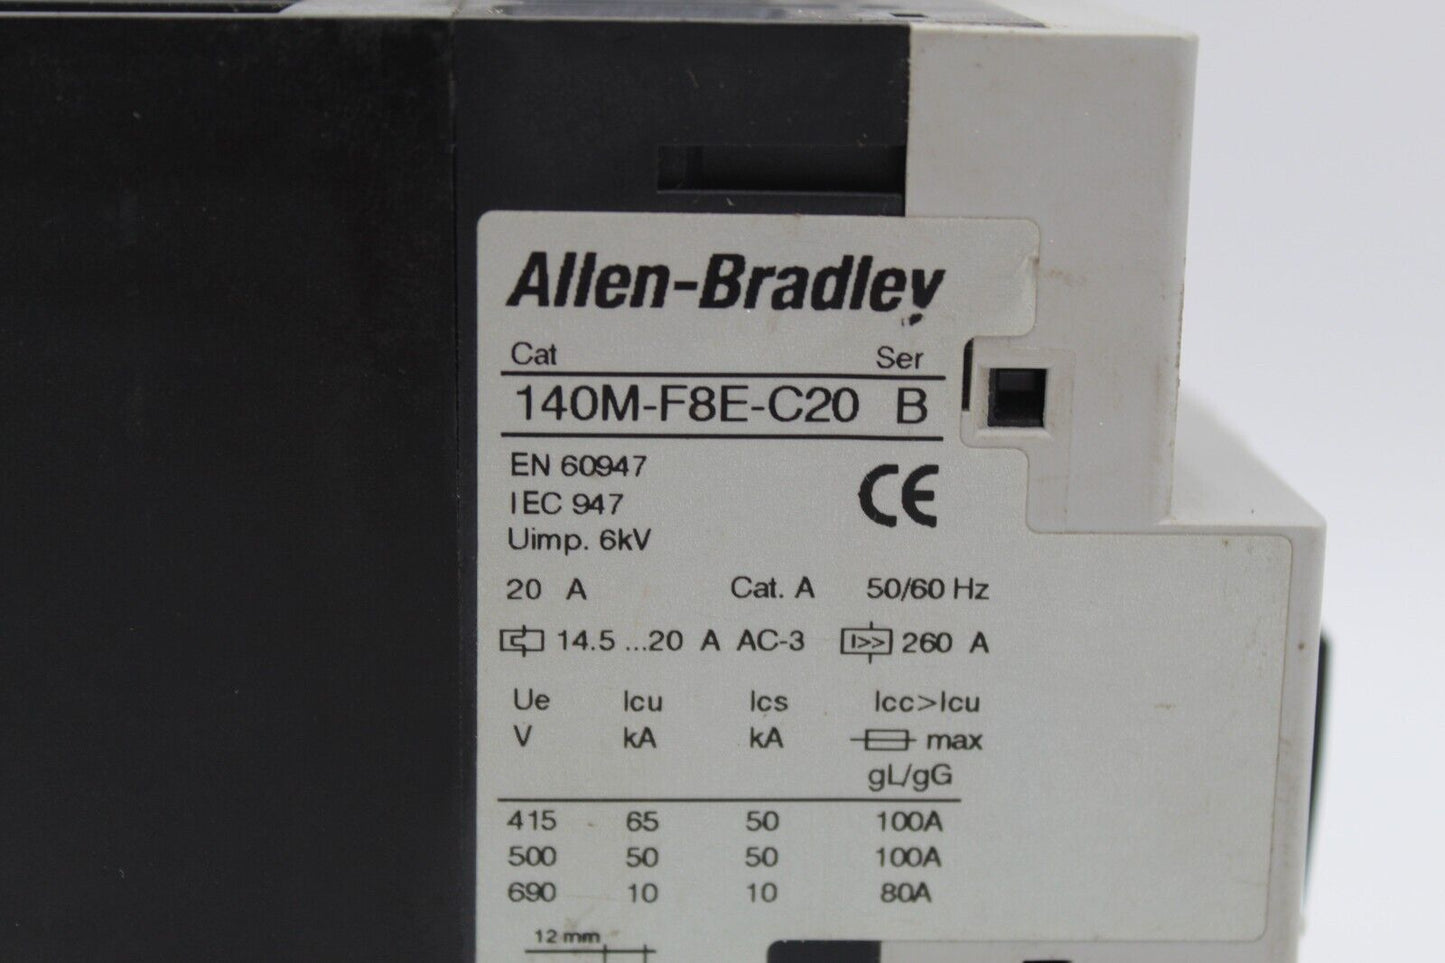 Allen-Bradley
Cat Ser
140M-F8E-C20 B
EN 60947
IEC 947
CE
Uimp. 6kV
20 A Cat. A 50/60 Hz
14.5 ...20 A AC-3 I>> 260 A
Ue Icu Ics Icc>Icu
V kA kA max
gL/gG
415 65 50 100A
500 50 50 100A
690 10 10 80A
12 mm